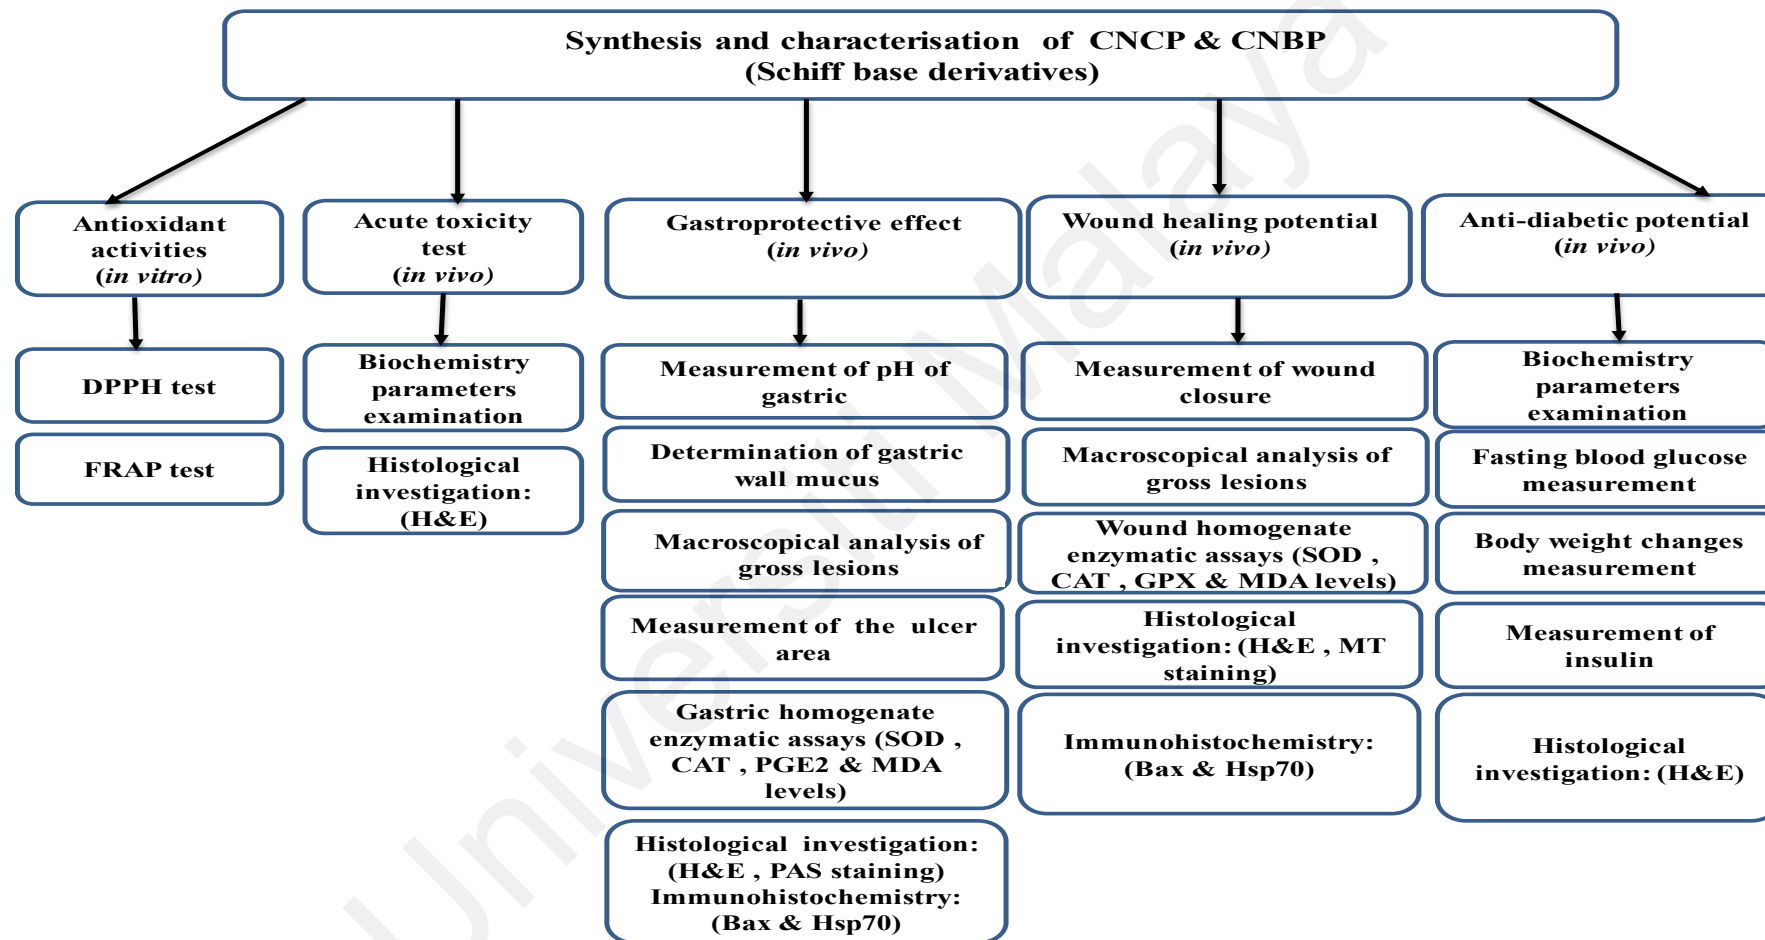 Synthesis and characterisation of CNCP & CNBP
(Schiff base derivatives)
Antioxidant
activities
(in vitro)
Acute toxicity
test
(in vivo)
Gastroprotective effect
(in vivo)
Wound healing potential
(in vivo)
Anti-diabetic potential
(in vivo)
DPPH test
FRAP test
Biochemistry
parameters
examination
Histological
investigation:
(H&E)
Measurement of pH of
gastric
Determination of gastric
wall mucus
Macroscopical analysis of
gross lesions
Measurement of the ulcer
area
Gastric homogenate
enzymatic assays (SOD ,
CAT , PGE2 & MDA
levels)
Histological investigation:
(H&E , PAS staining)
Immunohistochemistry:
(Bax & Hsp70)
Measurement of wound
closure
Macroscopical analysis of
gross lesions
Wound homogenate
enzymatic assays (SOD ,
CAT , GPX & MDA levels)
Histological
investigation: (H&E , MT
staining)
Immunohistochemistry:
(Bax & Hsp70)
Biochemistry
parameters
examination
Fasting blood glucose
measurement
Body weight changes
measurement
Measurement of
insulin
Histological
investigation: (H&E)
Universiti Malaya